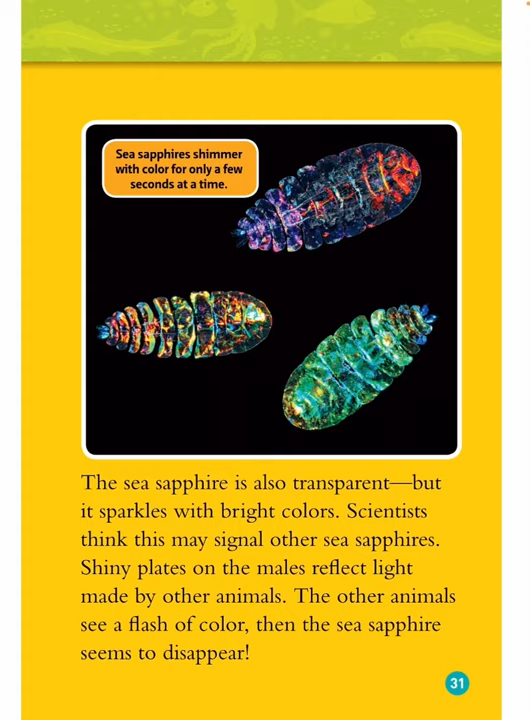 Sea sapphires shimmer
with color for only a few
seconds at a time.
The sea sapphire is also transparent—but
it sparkles with bright colors. Scientists
think this may signal other sea sapphires.
Shiny plates on the males reflect light
made by other animals. The other animals
see a flash of color, then the sea sapphire
seems to disappear!
31